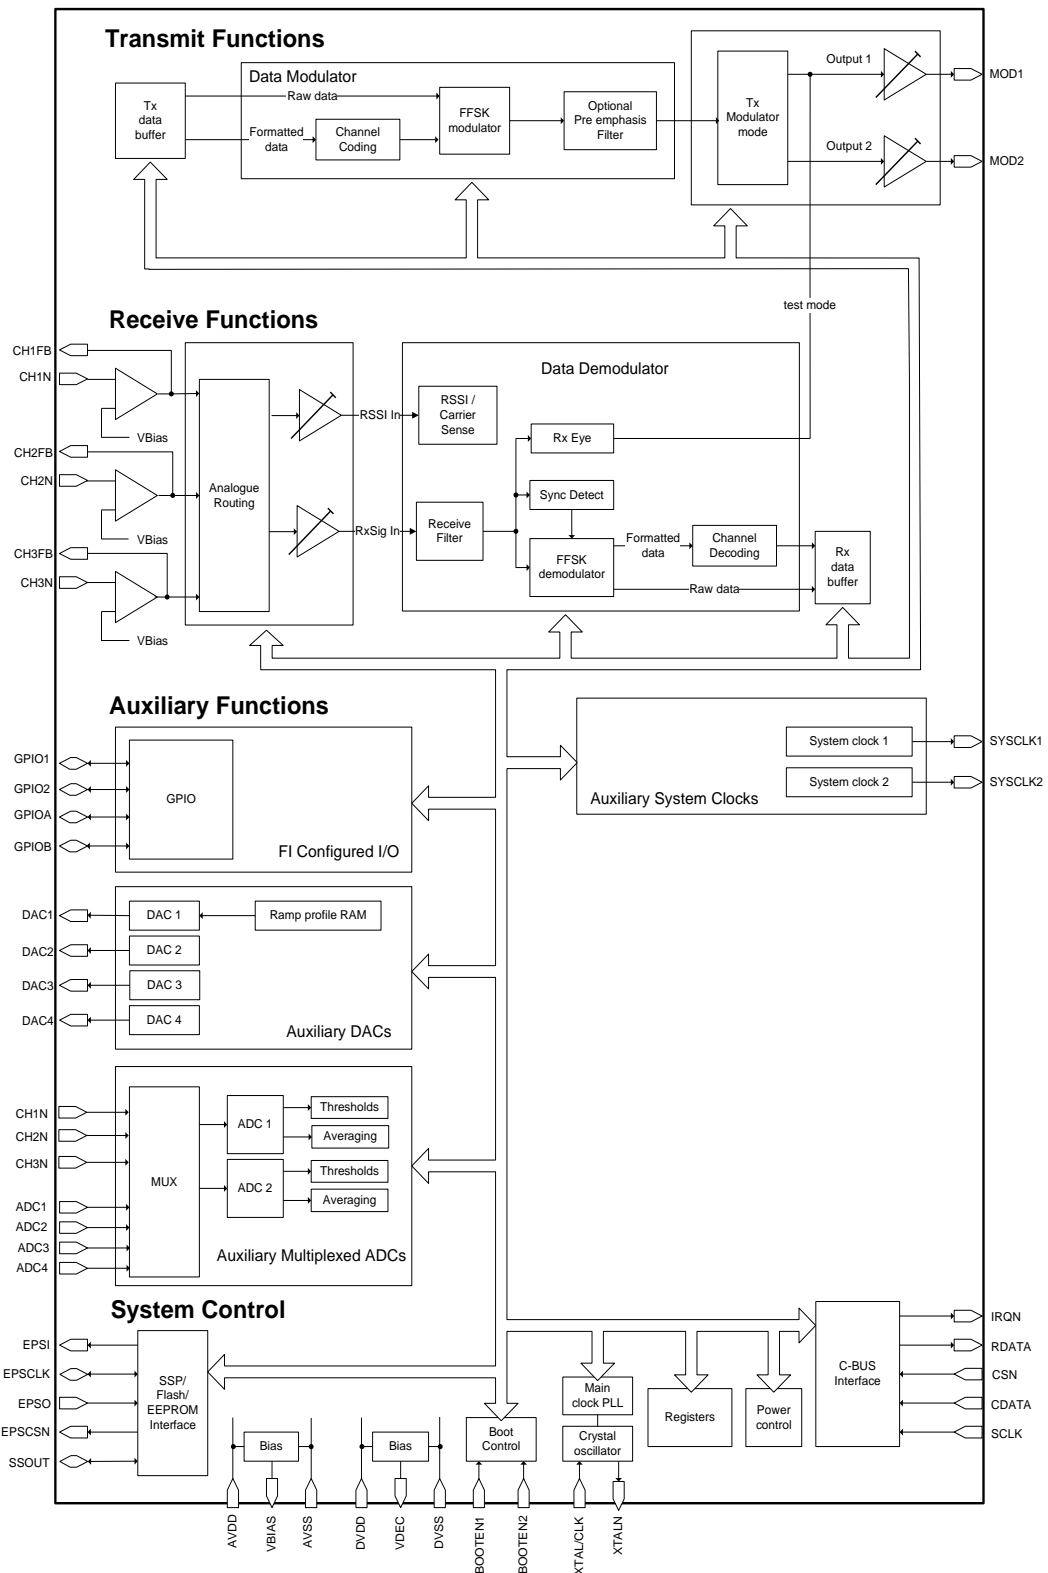 Transmit Functions
Data Modulator
Tx
data
buffer
Raw data
Formatted
data
Channel
Coding
FFSK
modulator
Optional
Pre emphasis
Filter
Tx
Modulator
mode
Output 1
Output 2
MOD1
MOD2
test mode
Receive Functions
CH1FB
CH1N
VBias
CH2FB
CH2N
VBias
CH3FB
CH3N
VBias
Analogue
Routing
RSSI In
RxSig In
Data Demodulator
RSSI /
Carrier
Sense
Receive
Filter
Rx Eye
Sync Detect
FFSK
demodulator
Formatted
data
Channel
Decoding
Raw data
Rx
data
buffer
Auxiliary Functions
GPIO1
GPIO2
GPIOA
GPIOB
GPIO
FI Configured I/O
System clock 1
System clock 2
Auxiliary System Clocks
SYSCLK1
SYSCLK2
DAC1
DAC2
DAC3
DAC4
DAC 1
DAC 2
DAC 3
DAC 4
Ramp profile RAM
Auxiliary DACs
CH1N
CH2N
CH3N
ADC1
ADC2
ADC3
ADC4
MUX
ADC 1
ADC 2
Thresholds
Averaging
Thresholds
Averaging
Auxiliary Multiplexed ADCs
System Control
EPSI
EPSCLK
EPSO
EPSCSN
SSOUT
SSP/
Flash/
EEPROM
Interface
Bias
Bias
Boot
Control
Main
clock PLL
Crystal
oscillator
Registers
Power
control
C-BUS
Interface
IRQN
RDATA
CSN
CDATA
SCLK
AVDD
VBIAS
AVSS
DVDD
VDEC
DVSS
BOOTEN1
BOOTEN2
XTAL/CLK
XTALN